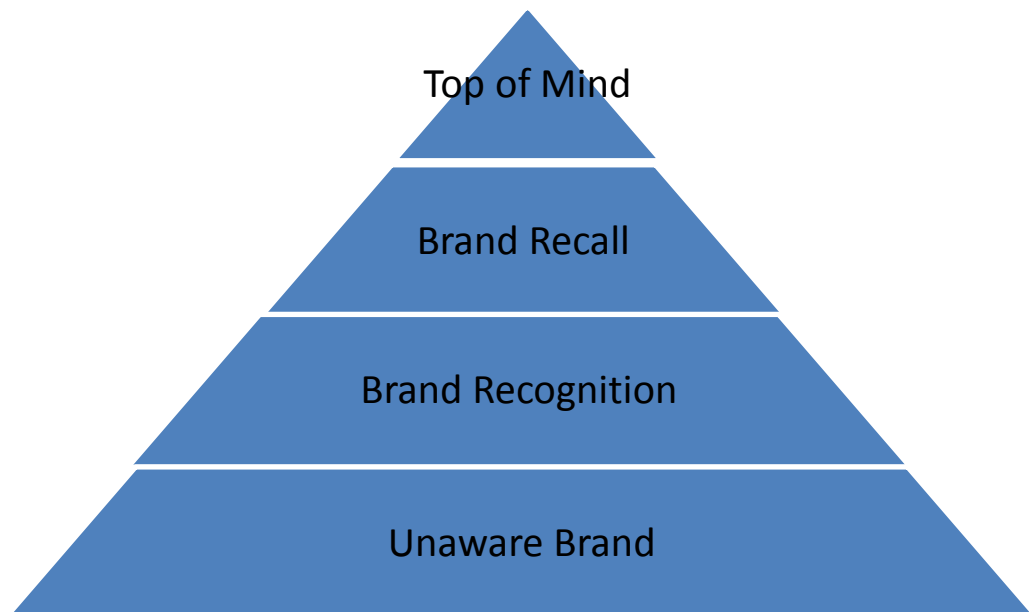 Top of Mind
Brand Recall
Brand Recognition
Unaware Brand